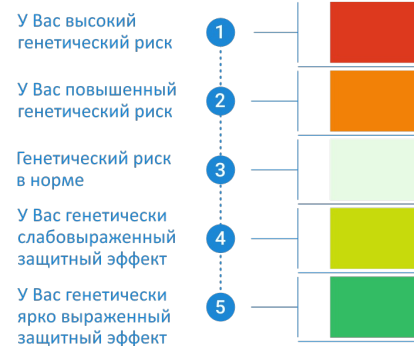 У Вас высокий
генетический риск
1
У Вас повышенный
генетический риск
2
Генетический риск
в норме
3
У Вас генетически
слабовыраженный
защитный эффект
4
У Вас генетически
ярко выраженный
защитный эффект
5